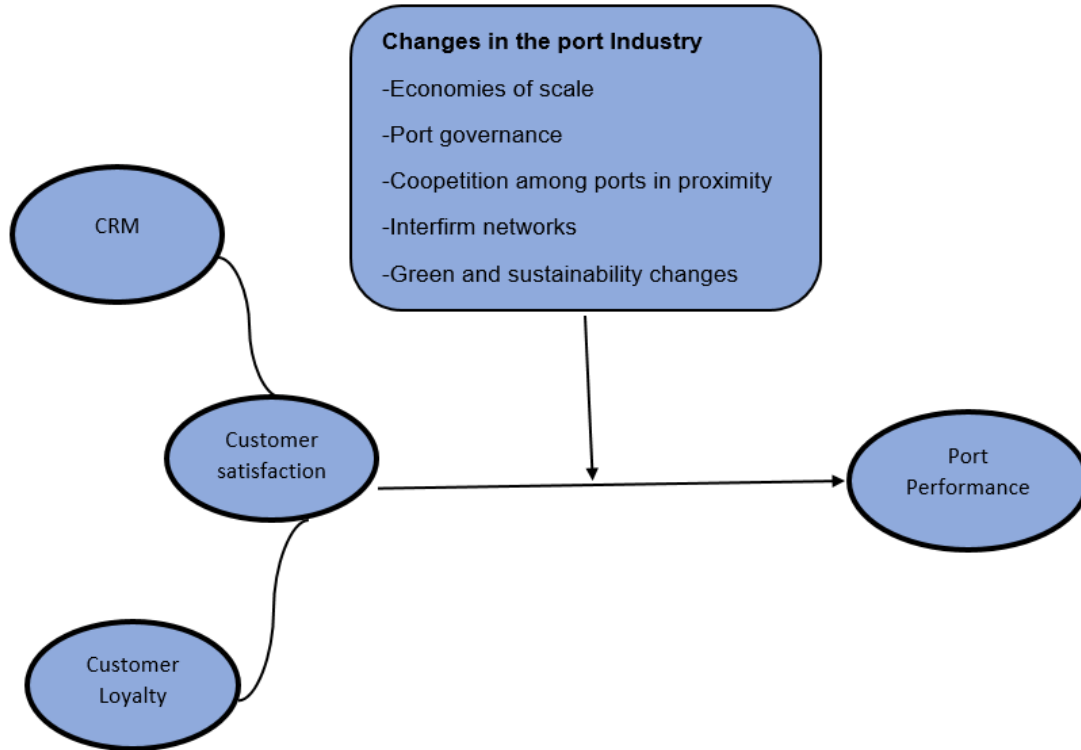 Changes in the port Industry
-Economies of scale
-Port governance
-Coopetition among ports in proximity
-Interfirm networks
-Green and sustainability changes
CRM
Customer
satisfaction
Port
Performance
Customer
Loyalty